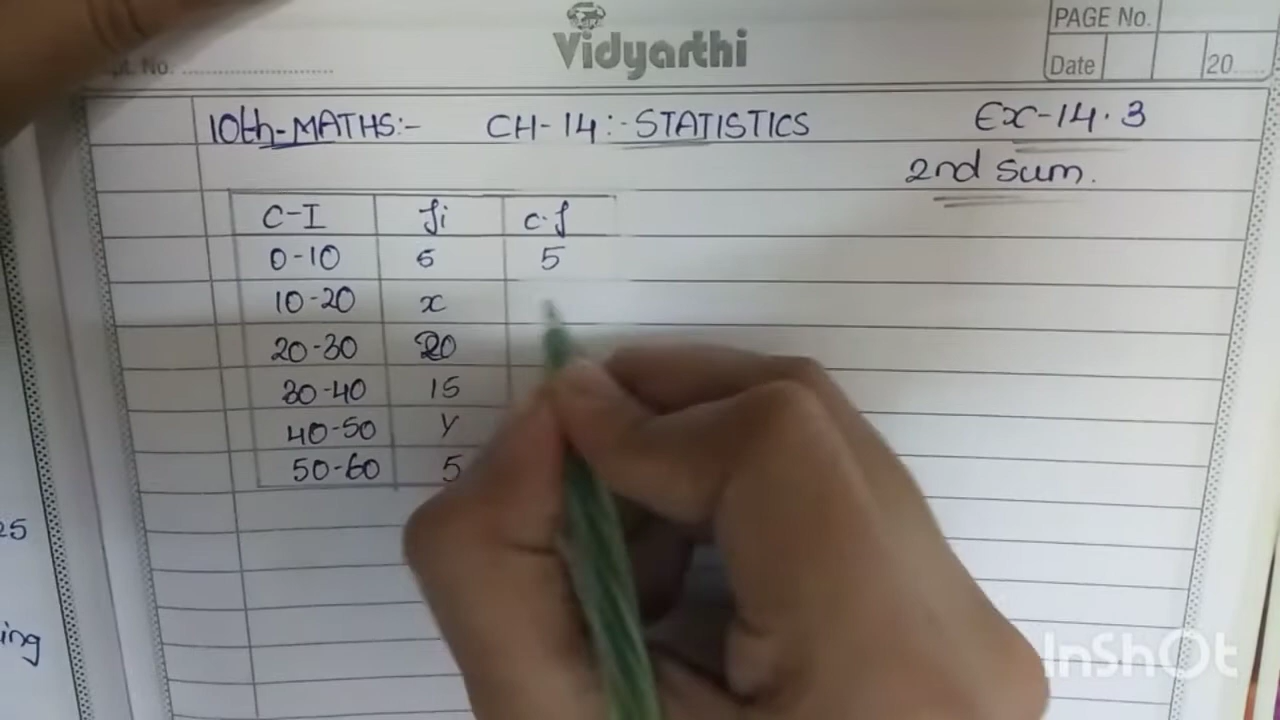 Vidyarthi
PAGE No.
Date 20
10th-MATHS:- CH-14:-STATISTICS Ex-14.3
2nd Sum.
C-I fi c.f
0-10 5 5
10-20 x
20-30 20
30-40 15
40-50 y
50-60 5
25
ing
InShOt